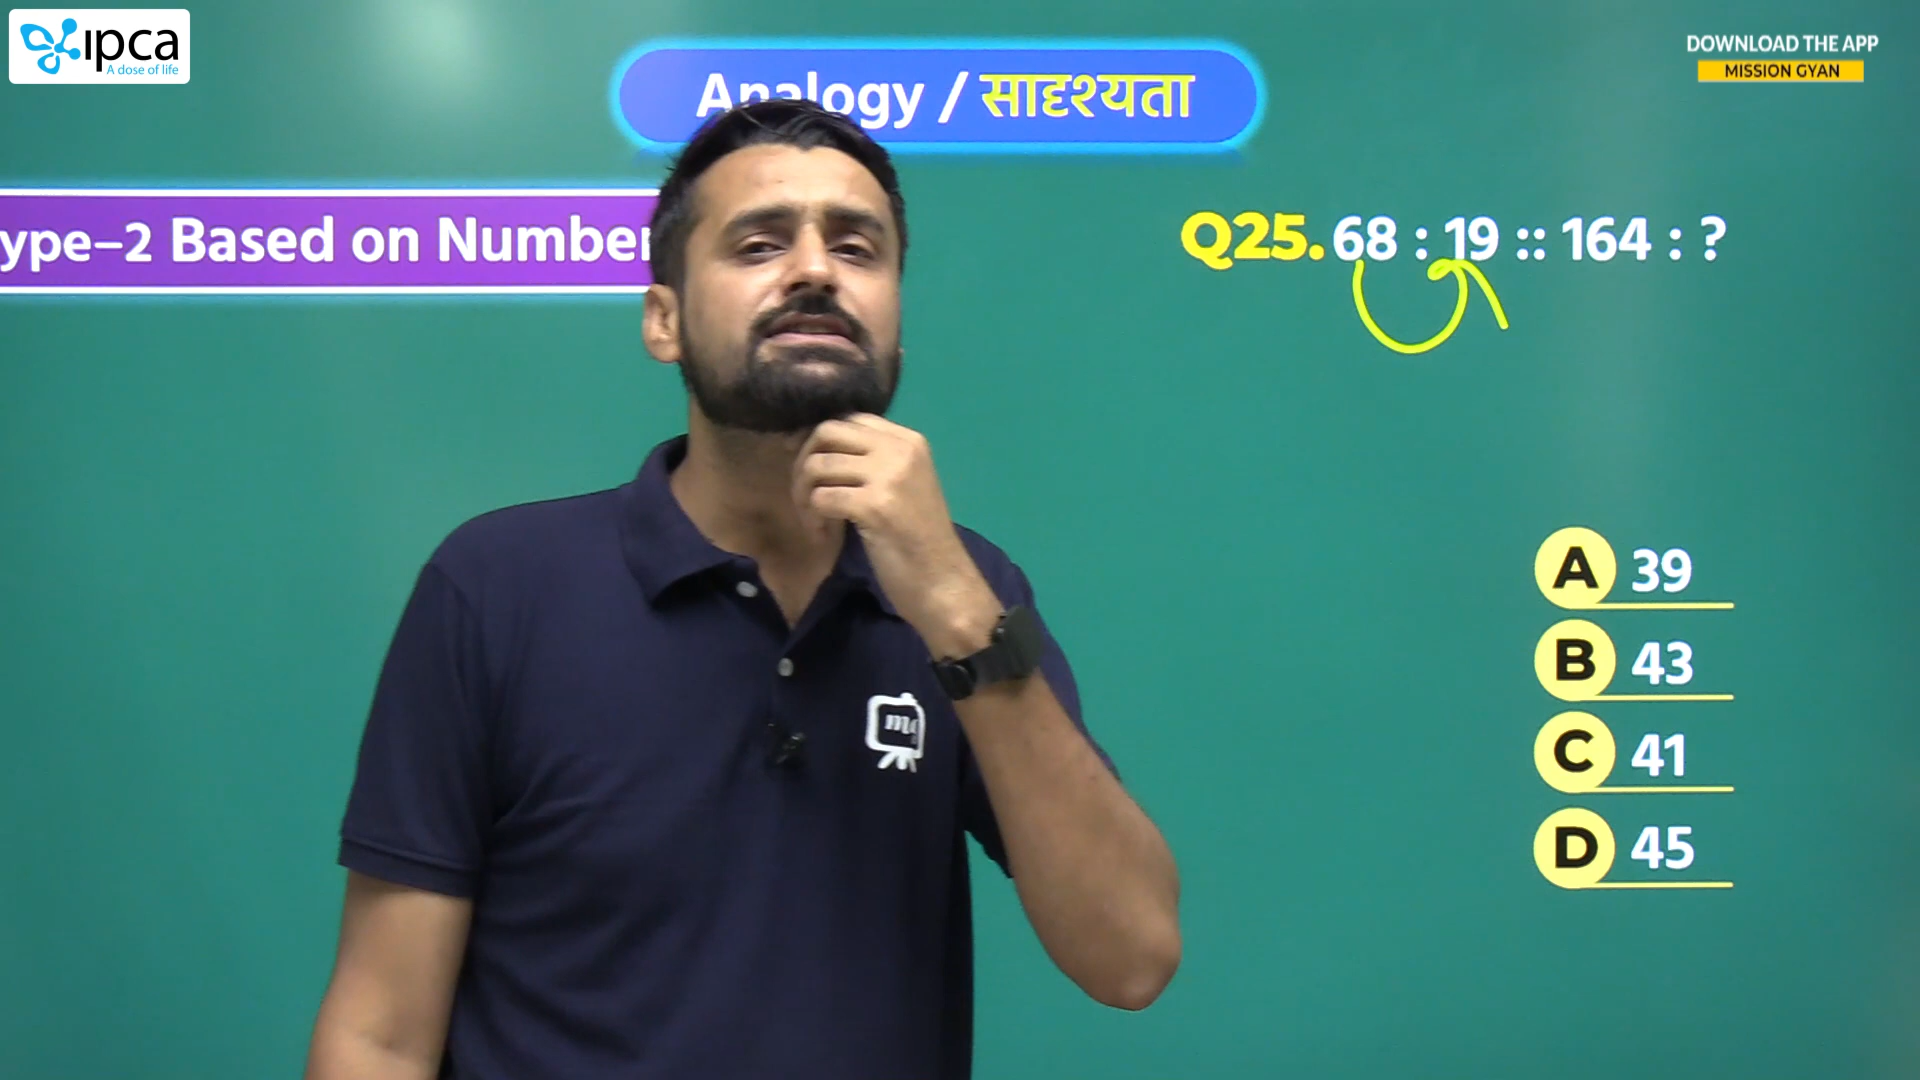 ipca
A dose of life
DOWNLOAD THE APP
MISSION GYAN
Analogy / सादृश्यता
ype–2 Based on Number
Q25. 68 : 19 :: 164 : ?
A 39
B 43
C 41
D 45